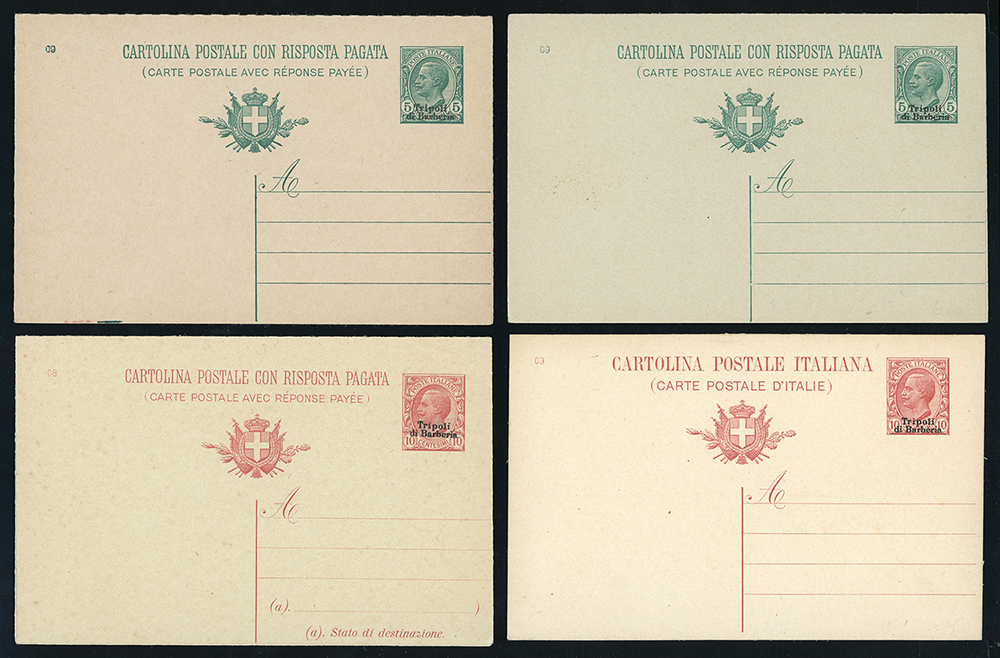 09
CARTOLINA POSTALE CON RISPOSTA PAGATA
(CARTE POSTALE AVEC RÉPONSE PAYÉE)
POSTE ITALIANE
5 5
Tripoli
di Barberia
A
09
CARTOLINA POSTALE CON RISPOSTA PAGATA
(CARTE POSTALE AVEC RÉPONSE PAYÉE)
POSTE ITALIANE
5 5
Tripoli
di Barberia
A
08
CARTOLINA POSTALE CON RISPOSTA PAGATA
(CARTE POSTALE AVEC RÉPONSE PAYÉE)
POSTE ITALIANE
Tripoli
di Barberia
10 CENTESIMI 10
A
(a). )
(a). Stato di destinazione.
09
CARTOLINA POSTALE ITALIANA
(CARTE POSTALE D'ITALIE)
POSTE ITALIANE
Tripoli
10 di Barberia 10
A